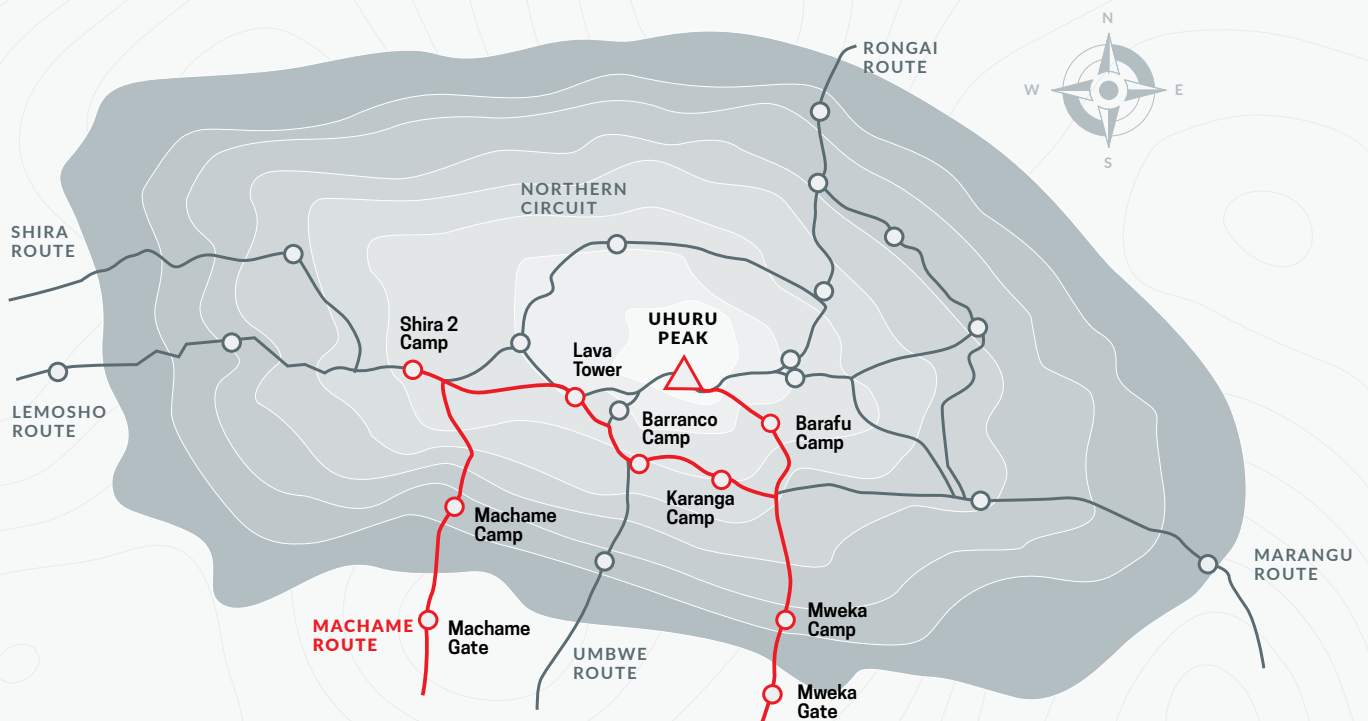 N
RONGAI
ROUTE
W
E
S
NORTHERN
CIRCUIT
SHIRA
ROUTE
Shira 2
Camp
UHURU
PEAK
Lava
Tower
LEMOSHO
ROUTE
Barranco
Camp
Barafu
Camp
Karanga
Camp
Machame
Camp
MARANGU
ROUTE
MACHAME
ROUTE
Machame
Gate
Mweka
Camp
UMBWE
ROUTE
Mweka
Gate